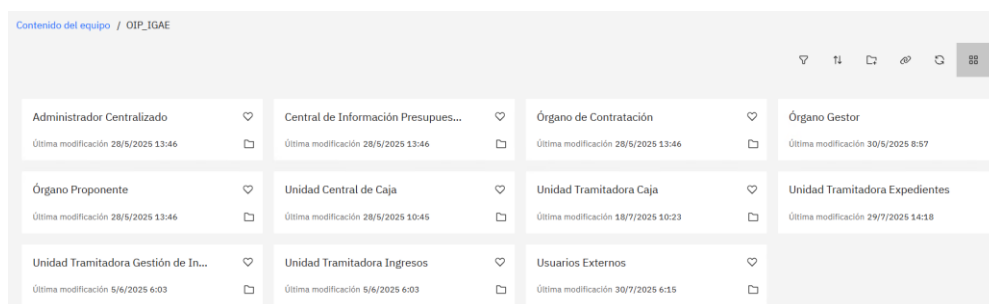 Contenido del equipo / OIP_IGAE
Administrador Centralizado
Última modificación 28/5/2025 13:46
Central de Información Presupues...
Última modificación 28/5/2025 13:46
Órgano de Contratación
Última modificación 28/5/2025 13:46
Órgano Gestor
Última modificación 30/5/2025 8:57
Órgano Proponente
Última modificación 28/5/2025 13:46
Unidad Central de Caja
Última modificación 28/5/2025 10:45
Unidad Tramitadora Caja
Última modificación 18/7/2025 10:23
Unidad Tramitadora Expedientes
Última modificación 29/7/2025 14:18
Unidad Tramitadora Gestión de In...
Última modificación 5/6/2025 6:03
Unidad Tramitadora Ingresos
Última modificación 5/6/2025 6:03
Usuarios Externos
Última modificación 30/7/2025 6:15